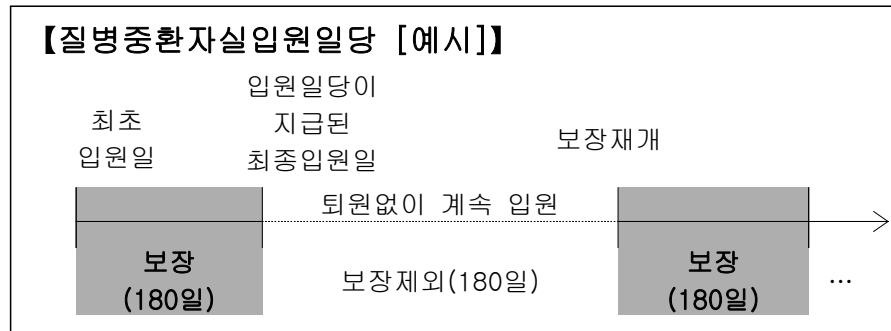 【질병중환자실입원일당 [예시]】
최초
입원일
입원일당이
지급된
최종입원일
보장재개
퇴원없이 계속 입원
보장
(180일)
보장제외(180일)
보장
(180일)
…